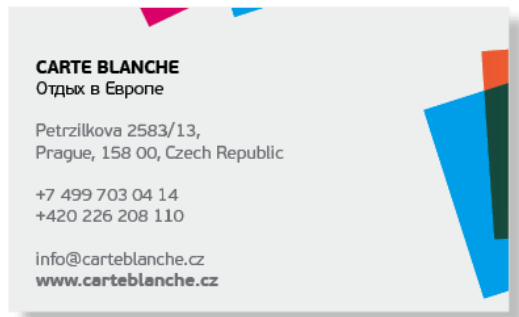 CARTE BLANCHE
Отдых в Европе
Petrzilkova 2583/13,
Prague, 158 00, Czech Republic
+7 499 703 04 14
+420 226 208 110
info@carteblanche.cz
www.carteblanche.cz